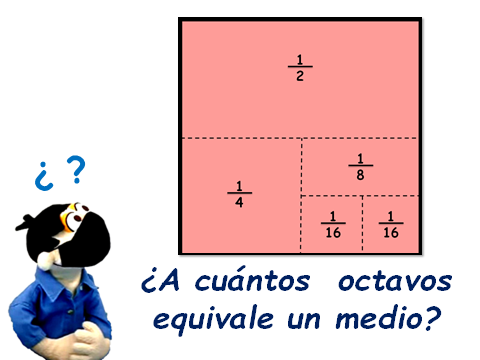 1/2
¿ ?
1/8
1/4
1/16 1/16
¿A cuántos octavos
equivale un medio?